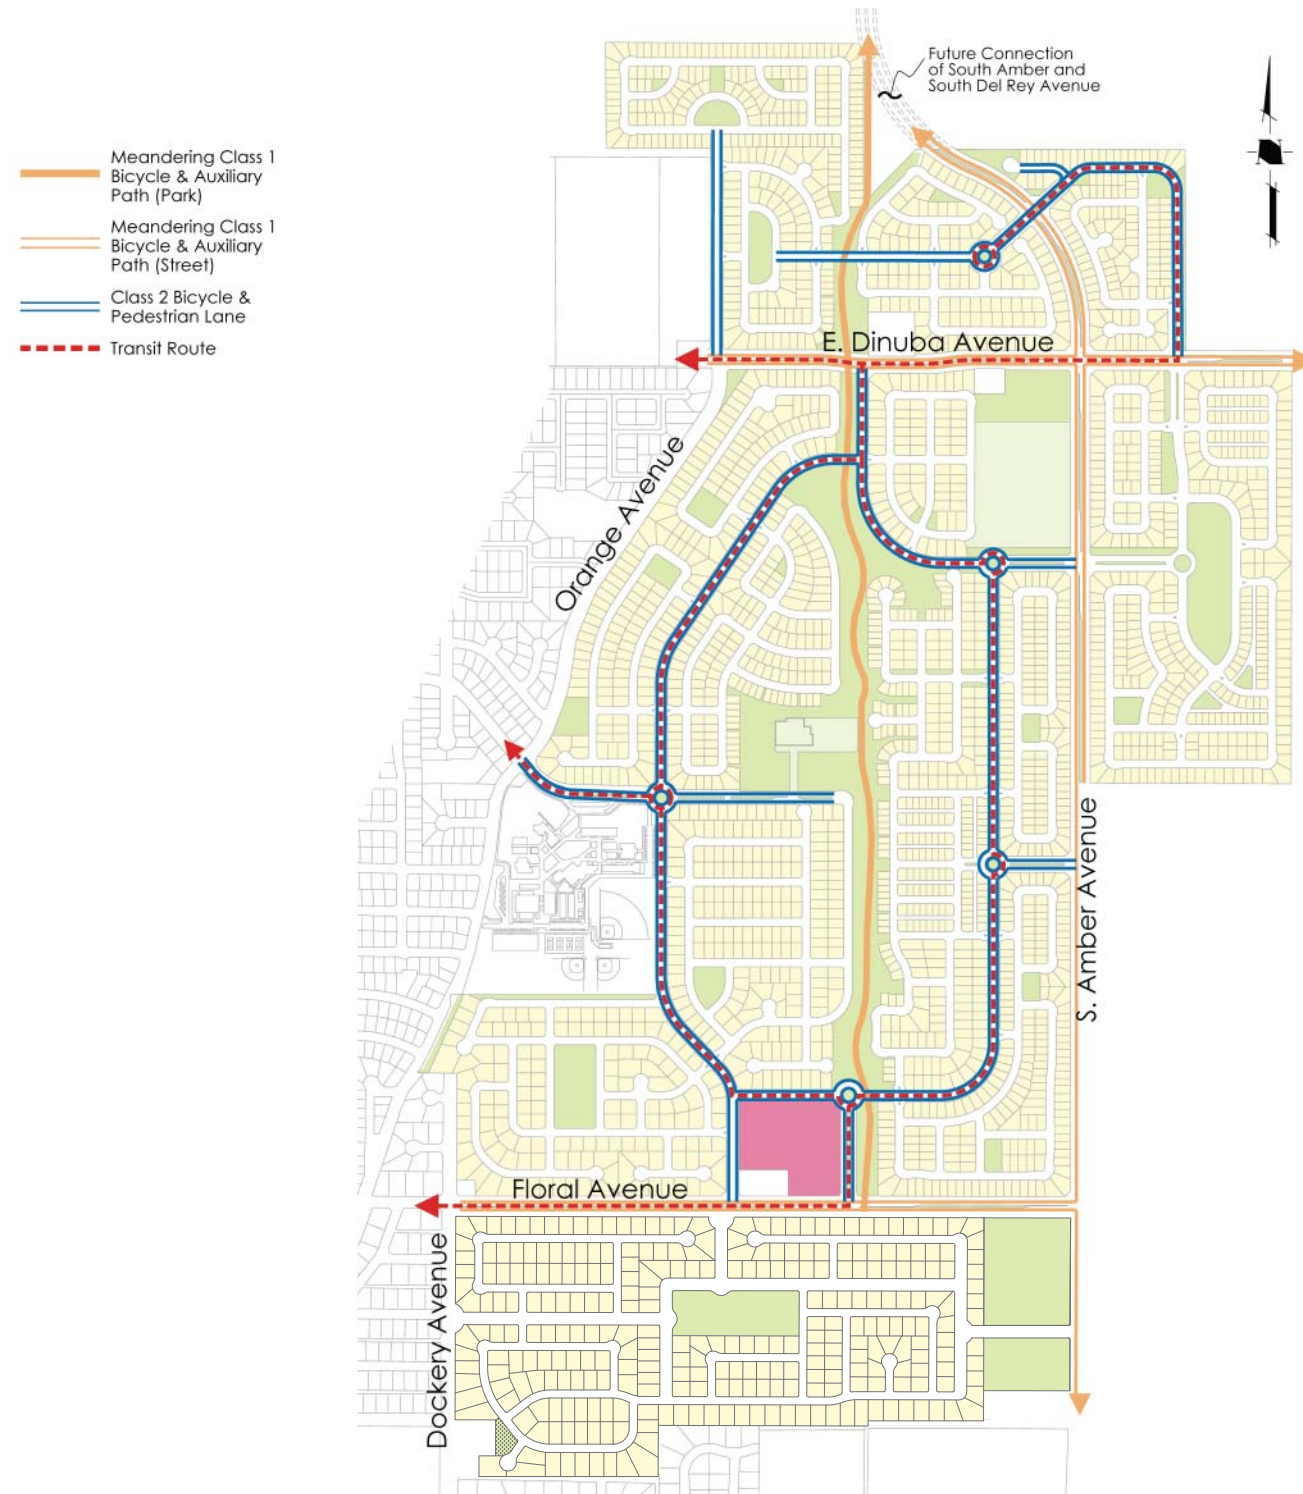 Future Connection
of South Amber and
South Del Rey Avenue
Meandering Class 1
Bicycle & Auxiliary
Path (Park)
Meandering Class 1
Bicycle & Auxiliary
Path (Street)
Class 2 Bicycle &
Pedestrian Lane
Transit Route
N
E. Dinuba Avenue
Orange Avenue
S. Amber Avenue
Floral Avenue
Dockery Avenue